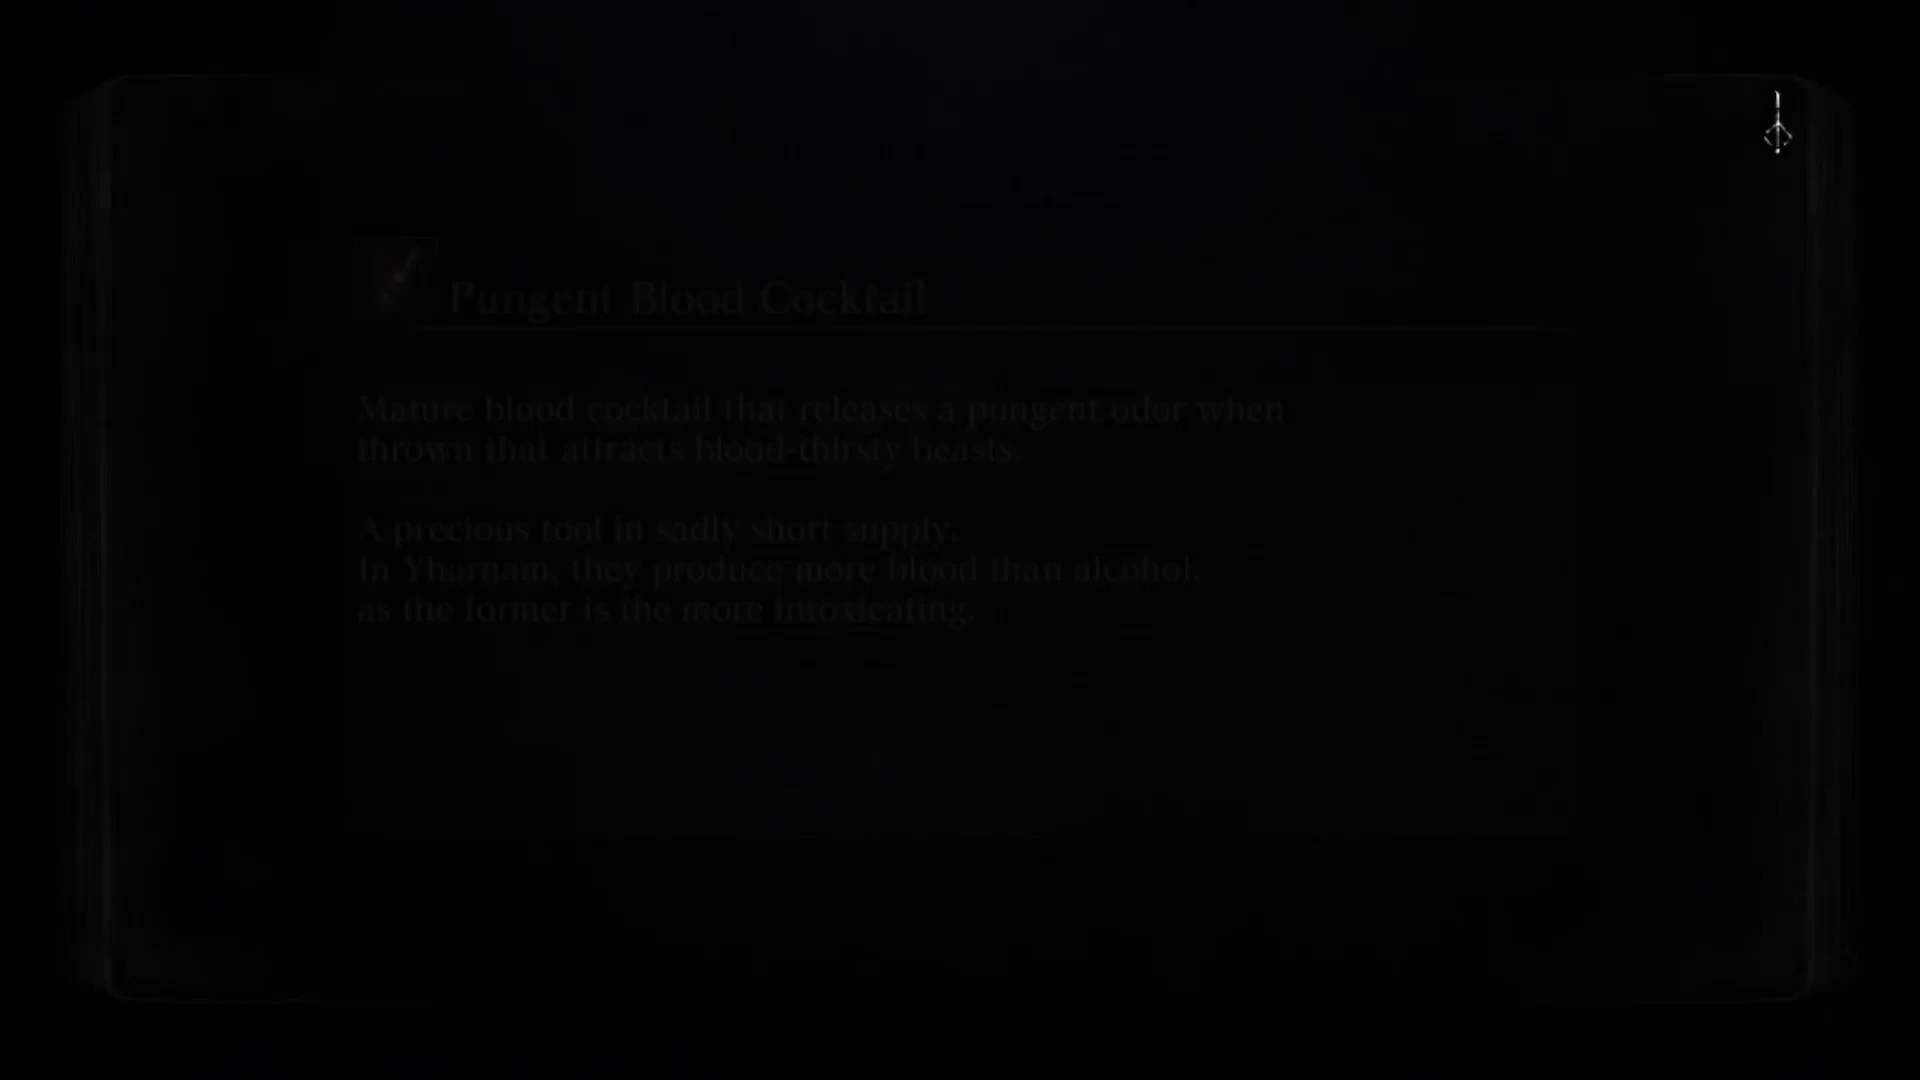 Pungent Blood Cocktail
Mature blood cocktail that releases a pungent odor when
thrown that attracts blood-thirsty beasts.
A precious tool in sadly short supply.
In Yharnam, they produce more blood than alcohol,
as the former is the more intoxicating.